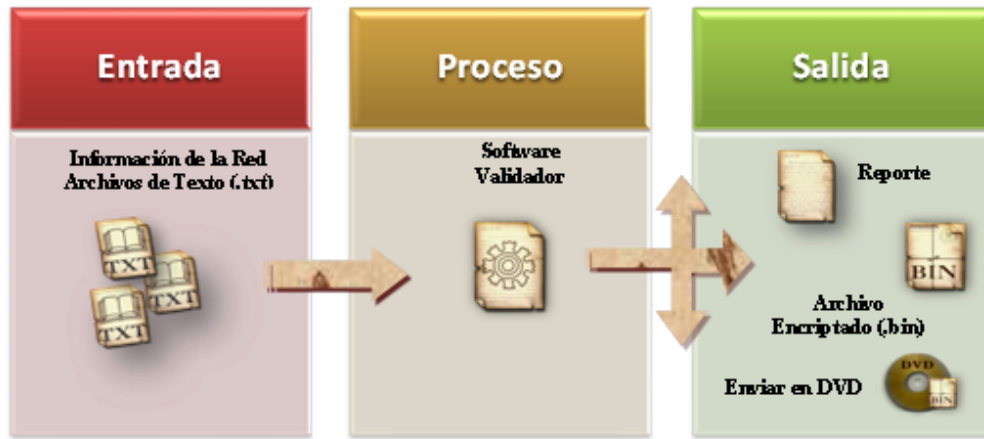 Entrada
Información de la Red
Archivos de Texto (.txt)
TXT
TXT
TXT
Proceso
Software
Validador
Salida
Reporte
BIN
Archivo
Encriptado (.bin)
Enviar en DVD
DVD
BIN